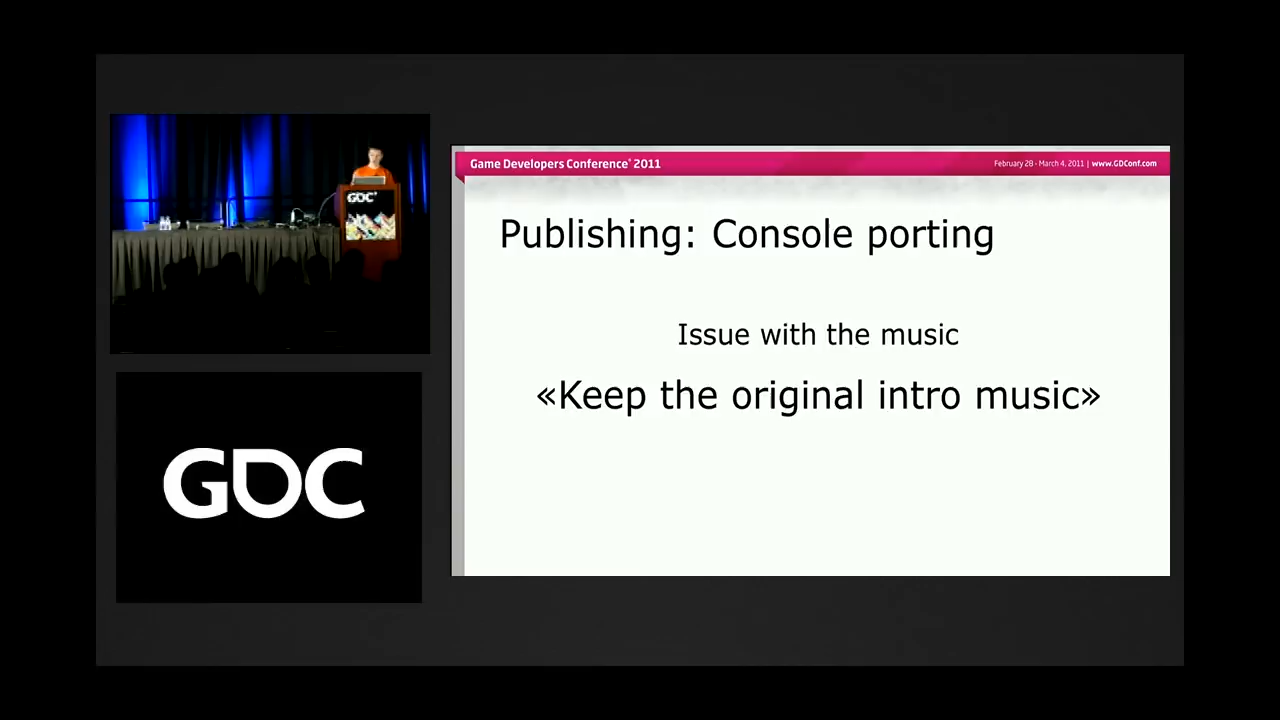 GDC
Game Developers Conference® 2011
February 28 - March 4, 2011 | www.GDConf.com
Publishing: Console porting
Issue with the music
«Keep the original intro music»
GDC